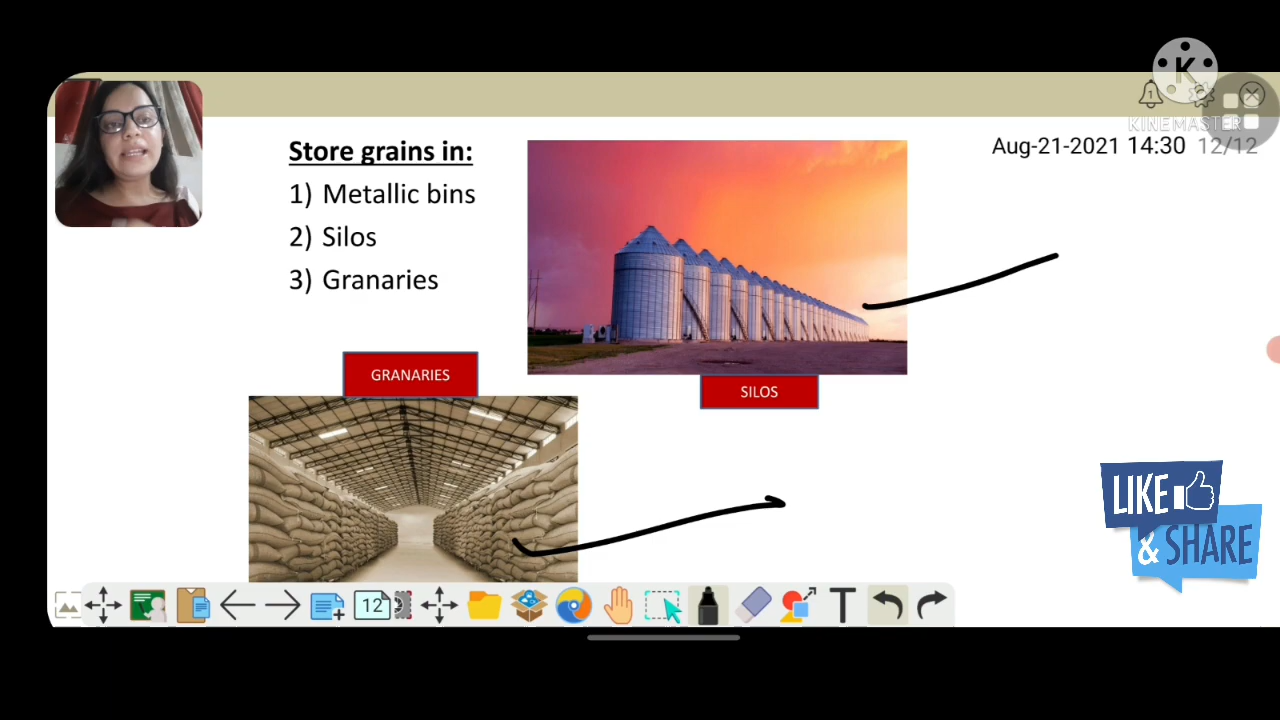 KINEMASTER
Aug-21-2021 14:30 12/12
Store grains in:
1) Metallic bins
2) Silos
3) Granaries
GRANARIES
SILOS
LIKE
& SHARE
12